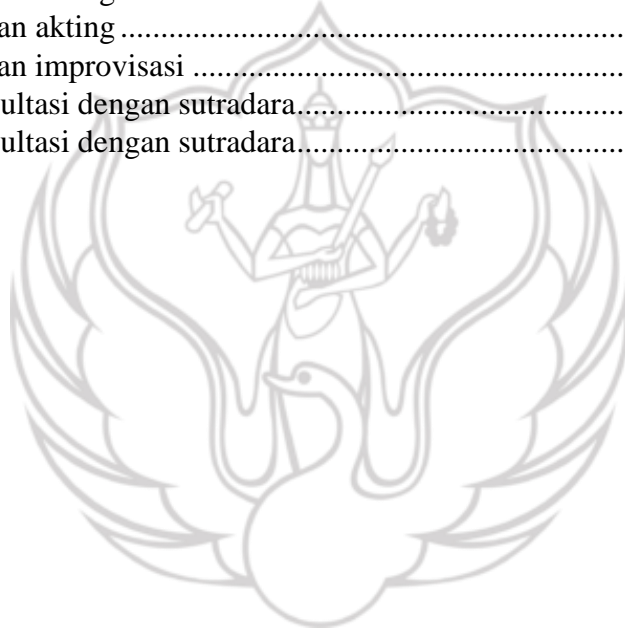 an akting ................................................................
an improvisasi .......................................................
ultasi dengan sutradara.........................................
ultasi dengan sutradara.........................................